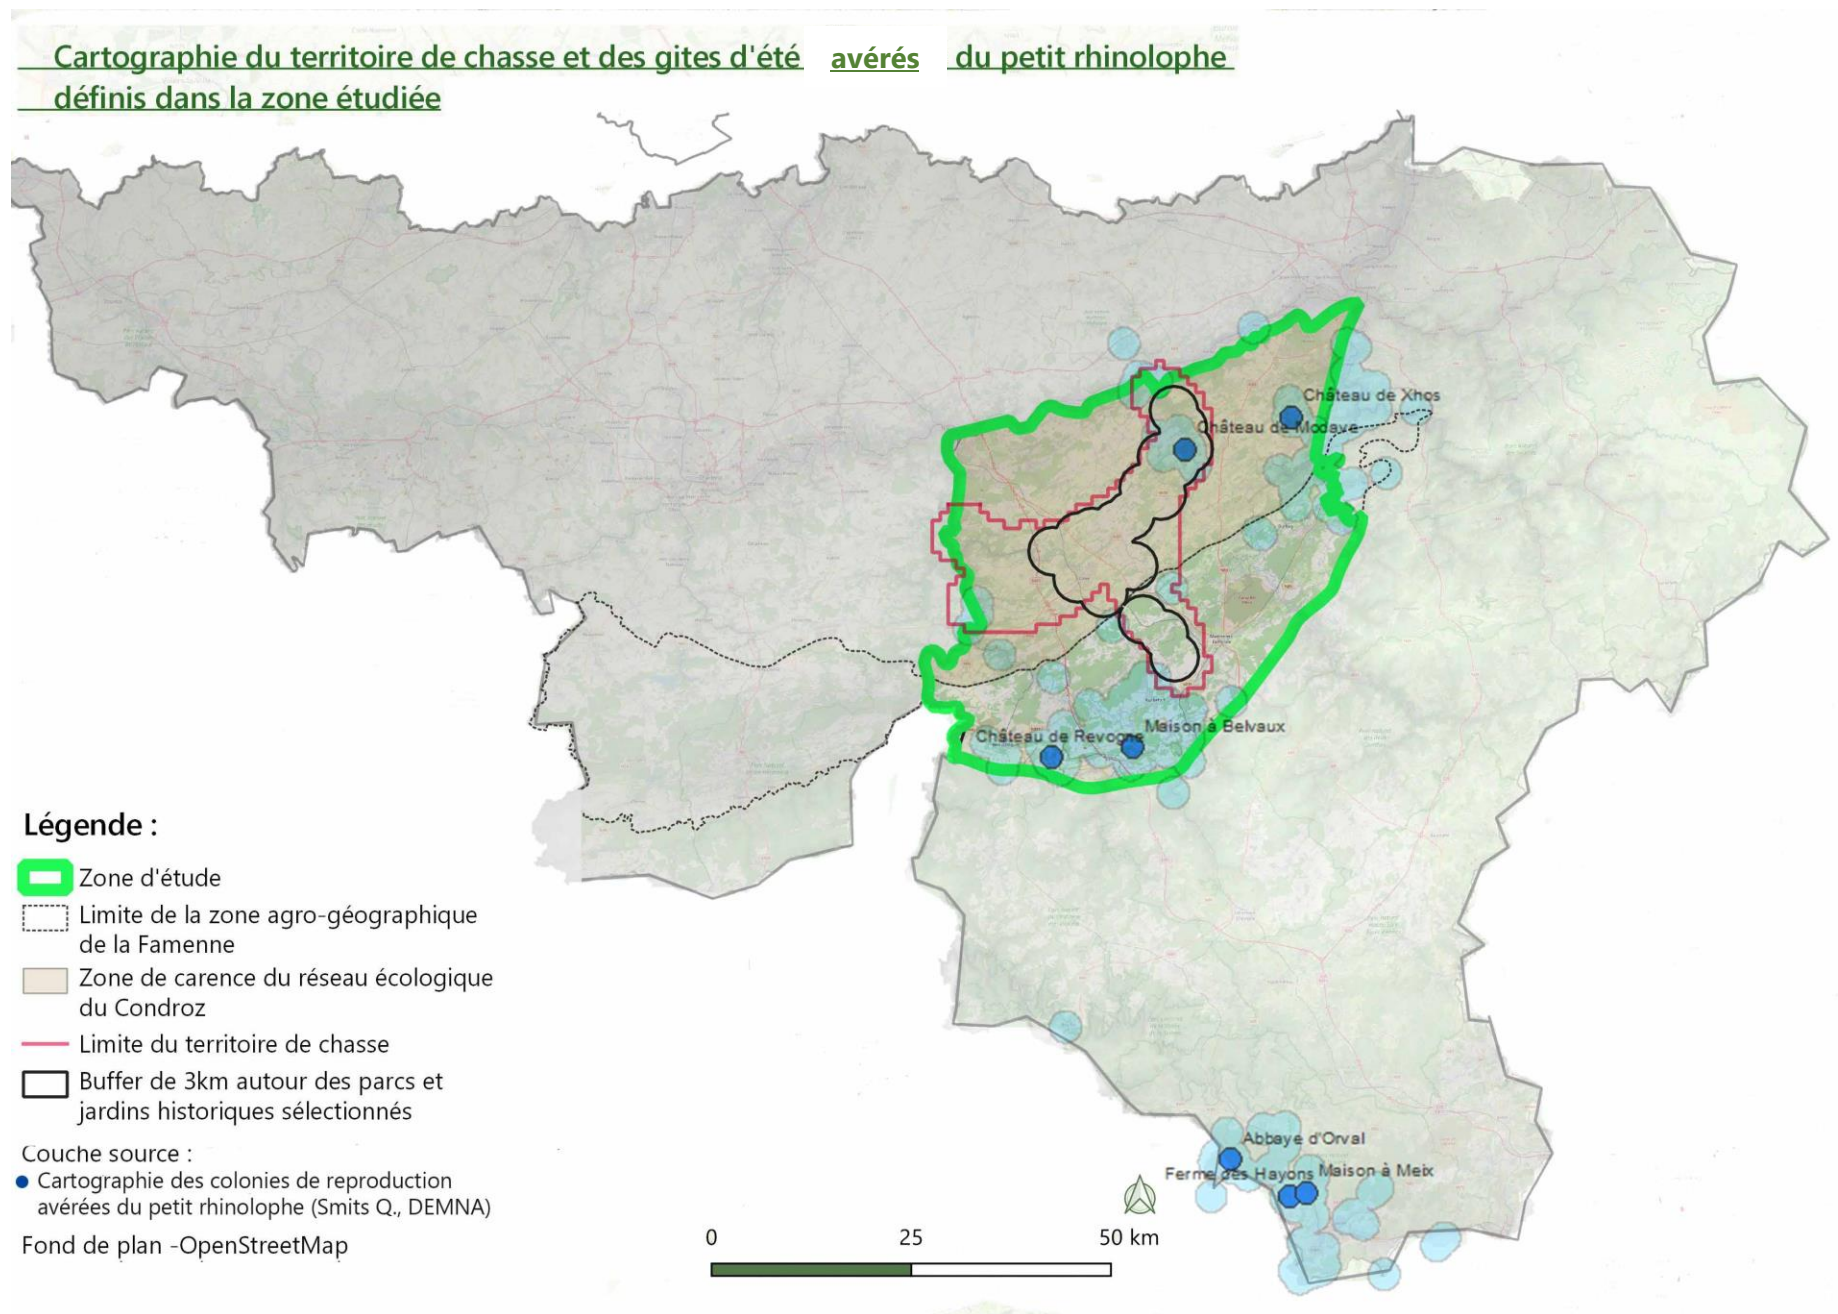 Cartographie du territoire de chasse et des gites d'été avérés du petit rhinolophe
définis dans la zone étudiée
Château de Xhos
Château de Modave
Maison à Belvaux
Château de Revogne
Légende :
Zone d'étude
Limite de la zone agro-géographique
de la Famenne
Zone de carence du réseau écologique
du Condroz
Limite du territoire de chasse
Buffer de 3km autour des parcs et
jardins historiques sélectionnés
Couche source :
Cartographie des colonies de reproduction
avérées du petit rhinolophe (Smits Q., DEMNA)
Fond de plan -OpenStreetMap
Abbaye d'Orval
Ferme des Hayons
Maison à Meix
0 25 50 km